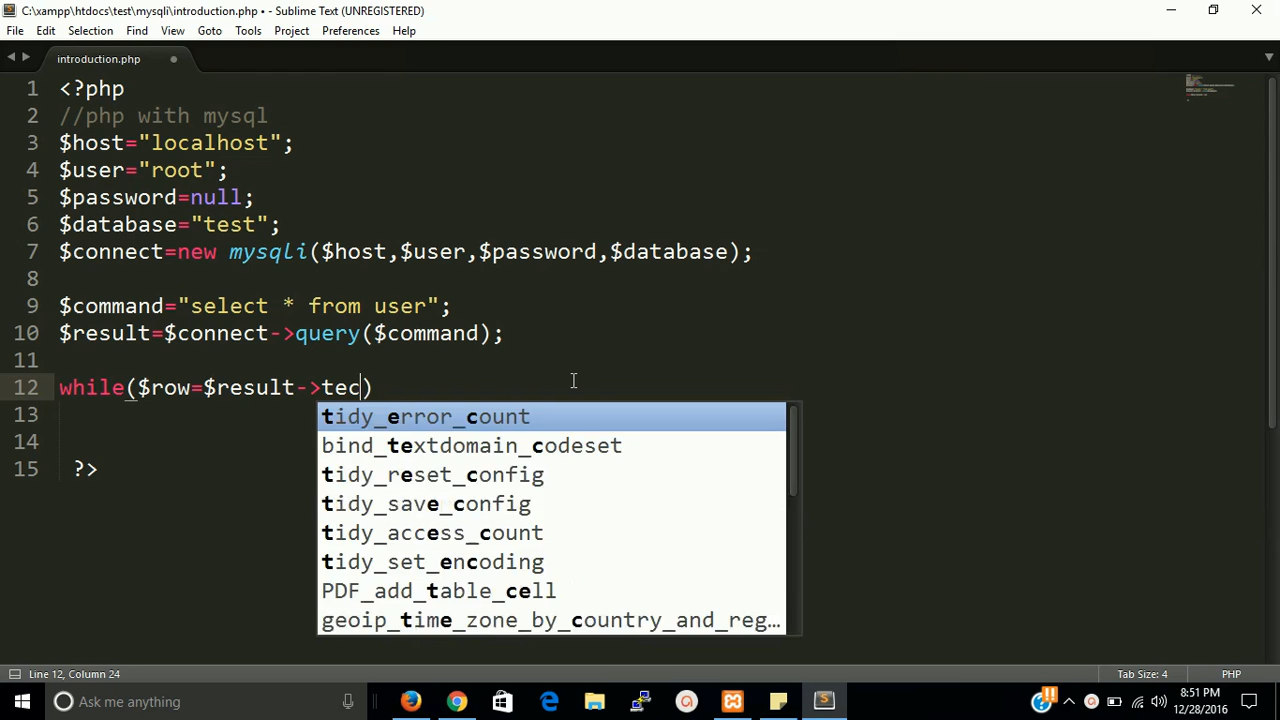 C:\xampp\htdocs\test\mysqli\introduction.php • - Sublime Text (UNREGISTERED)
File Edit Selection Find View Goto Tools Project Preferences Help
introduction.php
1 <?php
2 //php with mysql
3 $host="localhost";
4 $user="root";
5 $password=null;
6 $database="test";
7 $connect=new mysqli($host,$user,$password,$database);
8
9 $command="select * from user";
10 $result=$connect->query($command);
11
12 while($row=$result->tec)
13
14
15 ?>
tidy_error_count
bind_textdomain_codeset
tidy_reset_config
tidy_save_config
tidy_access_count
tidy_set_encoding
PDF_add_table_cell
geoip_time_zone_by_country_and_reg…
Line 12, Column 24 Tab Size: 4 PHP
Ask me anything
8:51 PM
12/28/2016